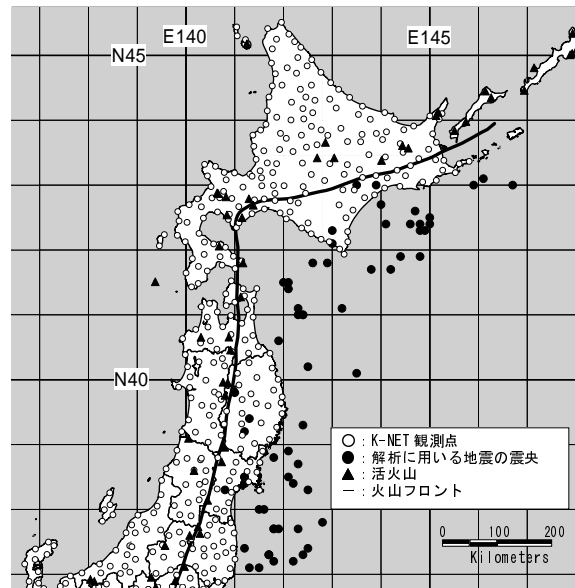 E140
E145
N45
N40
○ : K-NET 観測点
● : 解析に用いる地震の震央
▲ : 活火山
— : 火山フロント
0 100 200
Kilometers